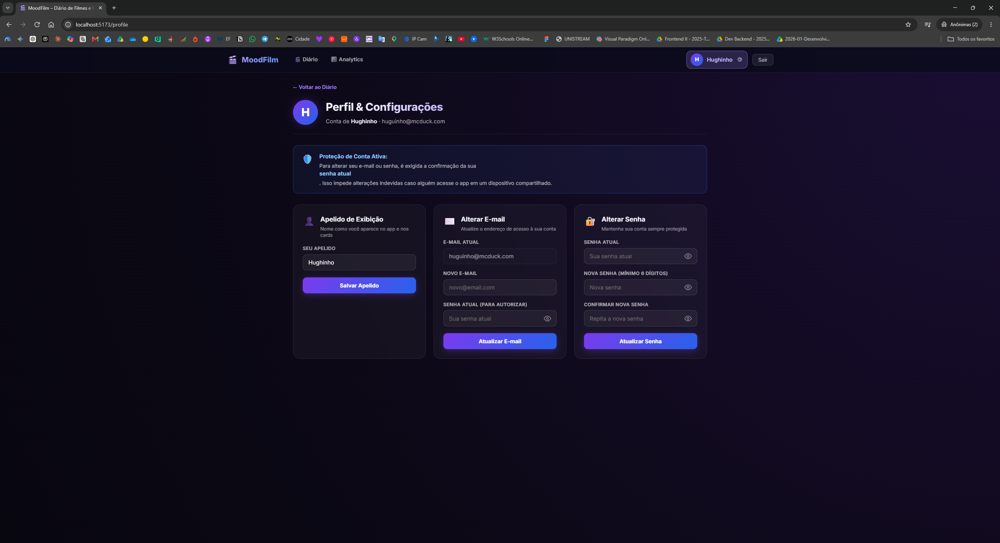 MoodFilm – Diário de Filmes e
localhost:5173/profile
Anônimas (2)
EF
Cidade
IP Cam
W3Schools Online...
UNISTREAM
Visual Paradigm Onl...
Frontend II - 2025-T...
Dev Backend - 2025...
2026-01-Desenvolvi...
Todos os favoritos
MoodFilm
Diário
Analytics
H
Hughinho
Sair
← Voltar ao Diário
H
Perfil & Configurações
Conta de Hughinho · huguinho@mcduck.com
Proteção de Conta Ativa:
Para alterar seu e-mail ou senha, é exigida a confirmação da sua
senha atual
. Isso impede alterações indevidas caso alguém acesse o app em um dispositivo compartilhado.
Apelido de Exibição
Nome como você aparece no app e nos
cards
SEU APELIDO
Hughinho
Salvar Apelido
Alterar E-mail
Atualize o endereço de acesso à sua conta
E-MAIL ATUAL
huguinho@mcduck.com
NOVO E-MAIL
novo@email.com
SENHA ATUAL (PARA AUTORIZAR)
Sua senha atual
Atualizar E-mail
Alterar Senha
Mantenha sua conta sempre protegida
SENHA ATUAL
Sua senha atual
NOVA SENHA (MÍNIMO 6 DÍGITOS)
Nova senha
CONFIRMAR NOVA SENHA
Repita a nova senha
Atualizar Senha